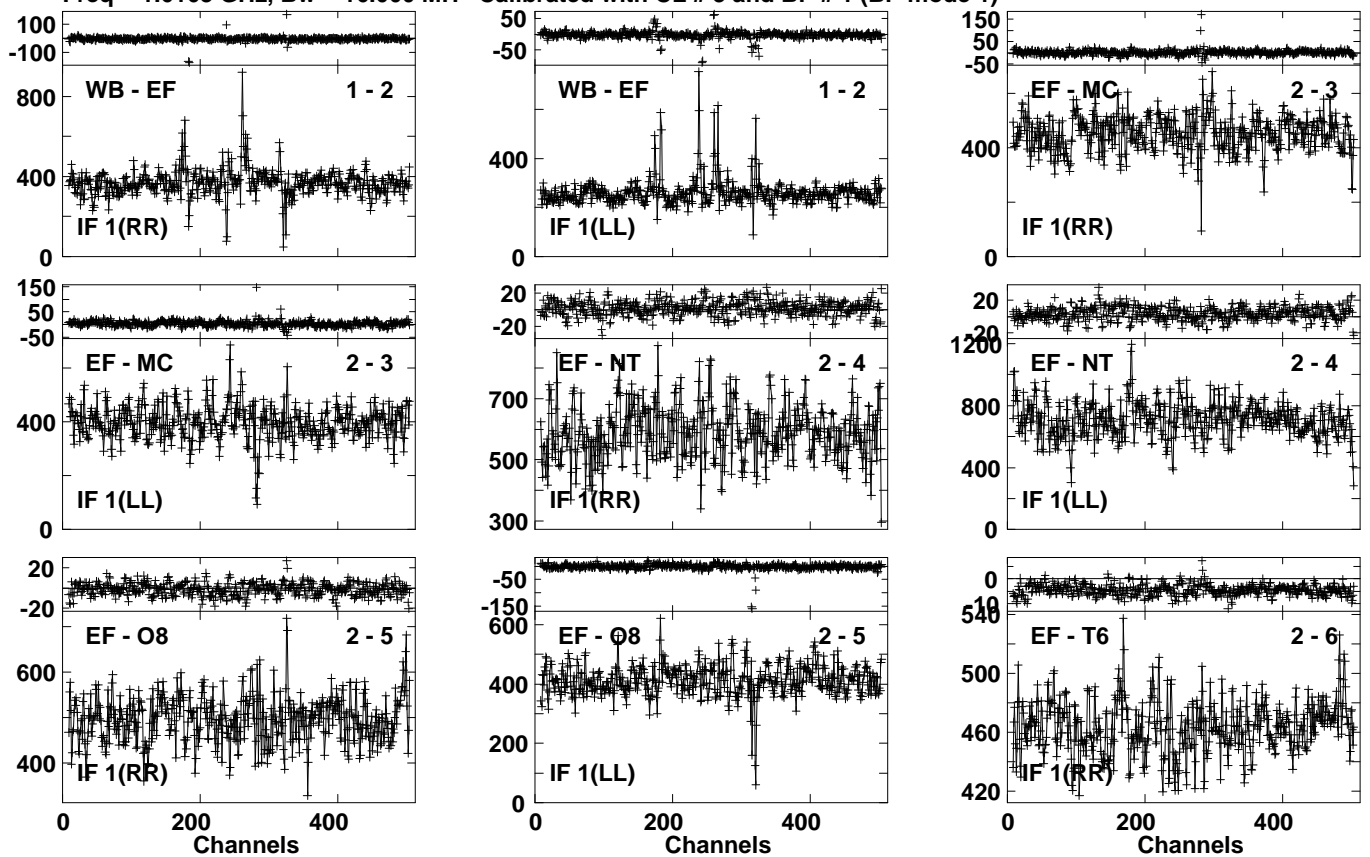 100
-100
WB - EF
1 - 2
800
400
0
IF 1(RR)
50
-50
WB - EF
1 - 2
400
0
IF 1(LL)
150
50
-50
EF - MC
2 - 3
400
0
IF 1(RR)
150
50
-50
EF - MC
2 - 3
400
0
IF 1(LL)
20
-20
EF - NT
2 - 4
700
500
300
IF 1(RR)
20
-20
1200
EF - NT
2 - 4
800
400
0
IF 1(LL)
20
-20
EF - O8
2 - 5
600
400
IF 1(RR)
0 200 400
Channels
-50
-150
600
EF - O8
2 - 5
400
200
0
IF 1(LL)
0 200 400
Channels
0
-10
540
EF - T6
2 - 6
500
460
420
IF 1(RR)
0 200 400
Channels